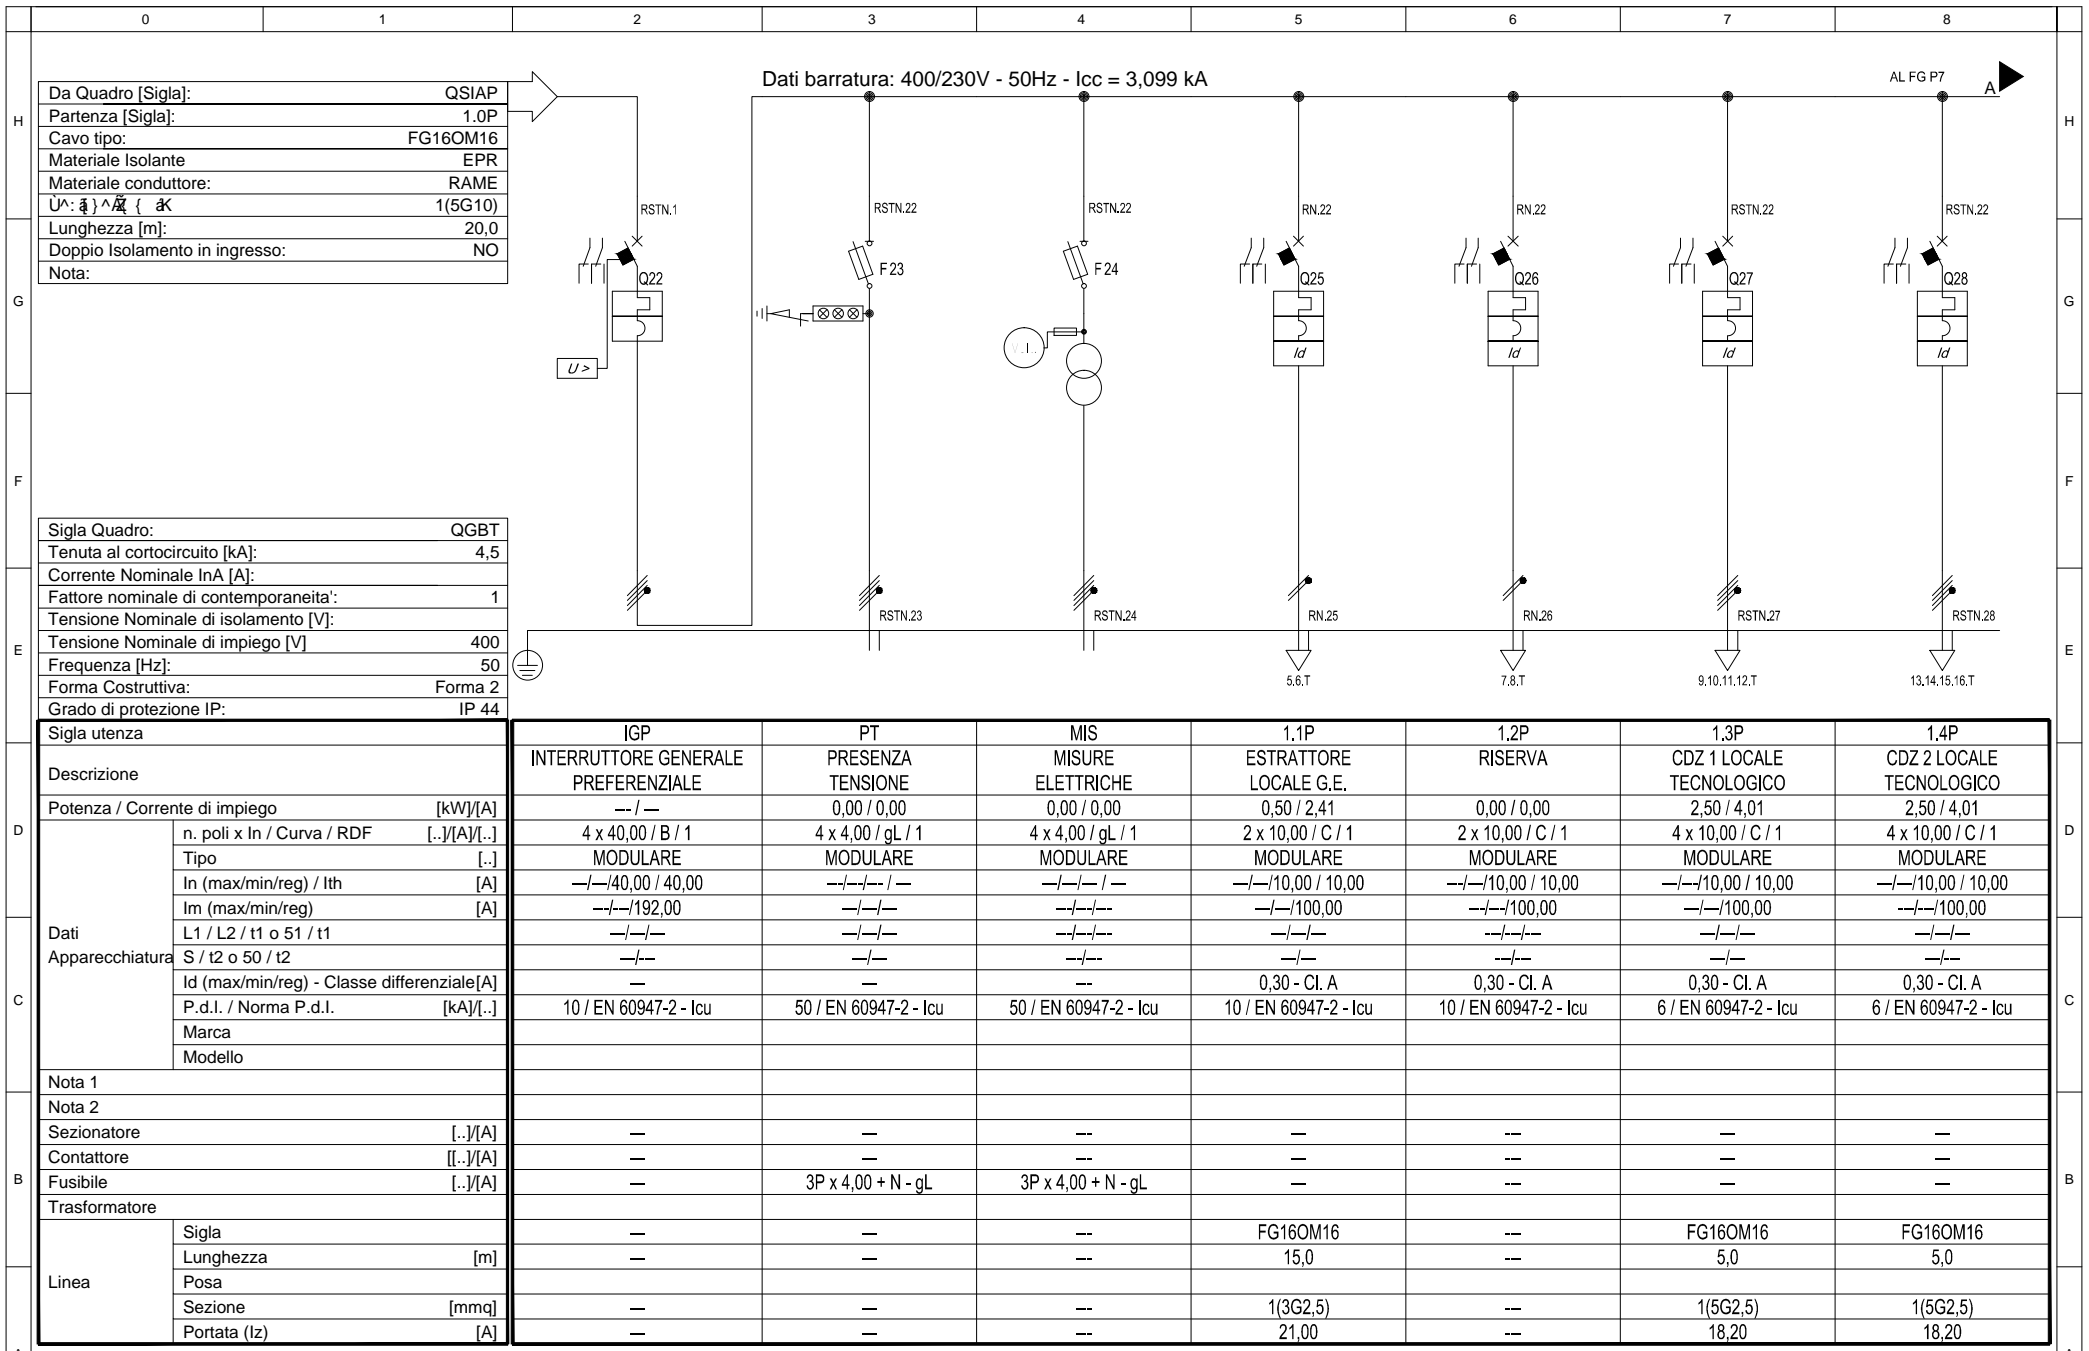 0 1 2 3 4 5 6 7 8
Dati barratura: 400/230V - 50Hz - Icc = 3,099 kA
AL FG P7
A
Da Quadro [Sigla]: QSIAP
Partenza [Sigla]: 1.0P
Cavo tipo: FG16OM16
Materiale Isolante EPR
Materiale conduttore: RAME
1(5G10)
Lunghezza [m]: 20,0
Doppio Isolamento in ingresso: NO
Nota:
H H
RSTN.1 RSTN.22 RSTN.22 RN.22 RN.22 RSTN.22 RSTN.22
Q22 F23 F24 Q25 Q26 Q27 Q28
G G
U > Id Id Id Id
F F
Sigla Quadro: QGBT
Tenuta al cortocircuito [kA]: 4,5
Corrente Nominale InA [A]:
Fattore nominale di contemporaneita': 1
Tensione Nominale di isolamento [V]:
Tensione Nominale di impiego [V] 400
Frequenza [Hz]: 50
Forma Costruttiva: Forma 2
Grado di protezione IP: IP 44
RSTN.23 RSTN.24 RN.25 RN.26 RSTN.27 RSTN.28
E E
5.6.T 7.8.T 9.10.11.12.T 13.14.15.16.T
Sigla utenza IGP PT MIS 1.1P 1.2P 1.3P 1.4P
Descrizione INTERRUTTORE GENERALE PREFERENZIALE PRESENZA TENSIONE MISURE ELETTRICHE ESTRATTORE LOCALE G.E. RISERVA CDZ 1 LOCALE TECNOLOGICO CDZ 2 LOCALE TECNOLOGICO
Potenza / Corrente di impiego [kW]/[A] --- / --- 0,00 / 0,00 0,00 / 0,00 0,50 / 2,41 0,00 / 0,00 2,50 / 4,01 2,50 / 4,01
D D
n. poli x In / Curva / RDF [..]/[A]/[..] 4 x 40,00 / B / 1 4 x 4,00 / gL / 1 4 x 4,00 / gL / 1 2 x 10,00 / C / 1 2 x 10,00 / C / 1 4 x 10,00 / C / 1 4 x 10,00 / C / 1
Tipo [..] MODULARE MODULARE MODULARE MODULARE MODULARE MODULARE MODULARE
In (max/min/reg) / Ith [A] ---/---/40,00 / 40,00 ---/---/--- / --- ---/---/--- / --- ---/---/10,00 / 10,00 ---/---/10,00 / 10,00 ---/---/10,00 / 10,00 ---/---/10,00 / 10,00
Im (max/min/reg) [A] ---/---/192,00 ---/---/--- ---/---/--- ---/---/100,00 ---/---/100,00 ---/---/100,00 ---/---/100,00
Dati Apparecchiatura
L1 / L2 / t1 o 51 / t1 ---/---/--- ---/---/--- ---/---/--- ---/---/--- ---/---/--- ---/---/--- ---/---/---
S / t2 o 50 / t2 ---/--- ---/--- ---/--- ---/--- ---/--- ---/--- ---/---
Id (max/min/reg) - Classe differenziale[A] --- --- --- 0,30 - Cl. A 0,30 - Cl. A 0,30 - Cl. A 0,30 - Cl. A
C C
P.d.I. / Norma P.d.I. [kA]/[..] 10 / EN 60947-2 - Icu 50 / EN 60947-2 - Icu 50 / EN 60947-2 - Icu 10 / EN 60947-2 - Icu 10 / EN 60947-2 - Icu 6 / EN 60947-2 - Icu 6 / EN 60947-2 - Icu
Marca
Modello
Nota 1
Nota 2
Sezionatore [..]/[A] --- --- --- --- --- --- ---
Contattore [[..]/[A] --- --- --- --- --- --- ---
B B
Fusibile [..]/[A] --- 3P x 4,00 + N - gL 3P x 4,00 + N - gL --- --- --- ---
Trasformatore
Linea
Sigla --- --- --- FG16OM16 --- FG16OM16 FG16OM16
Lunghezza [m] --- --- --- 15,0 --- 5,0 5,0
Posa
Sezione [mmq] --- --- --- 1(3G2,5) --- 1(5G2,5) 1(5G2,5)
Portata (Iz) [A] --- --- --- 21,00 --- 18,20 18,20